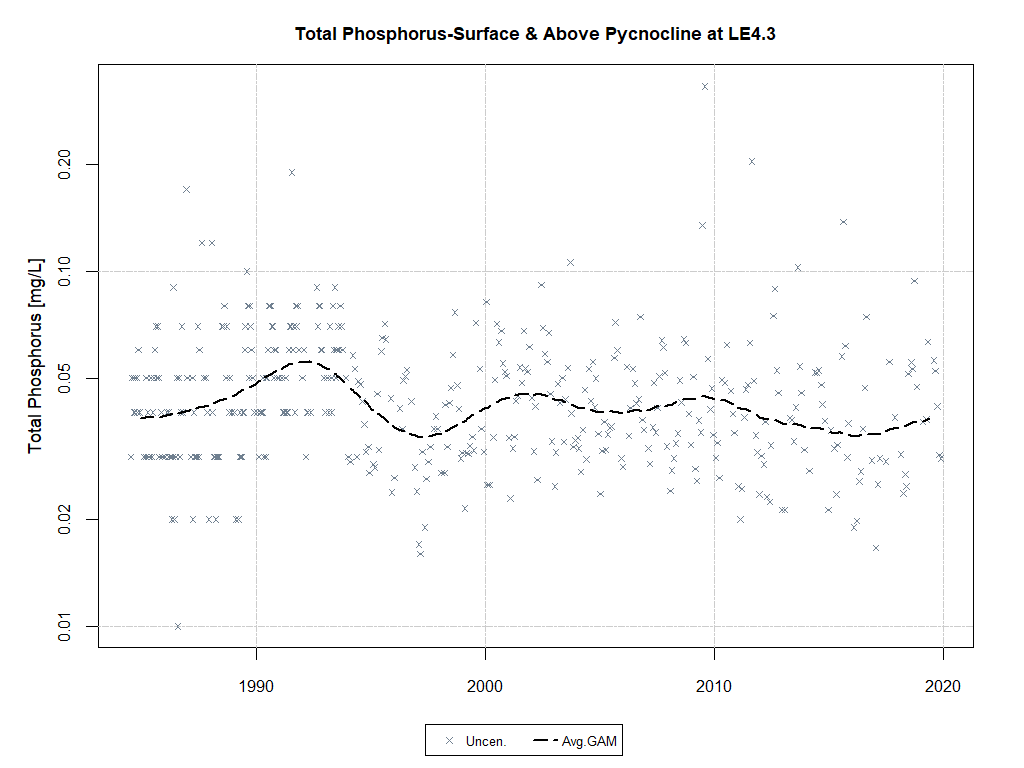 Total Phosphorus-Surface & Above Pycnocline at LE4.3
Total Phosphorus [mg/L]
0.20
0.10
0.05
0.02
0.01
1990 2000 2010 2020
Uncen. Avg.GAM